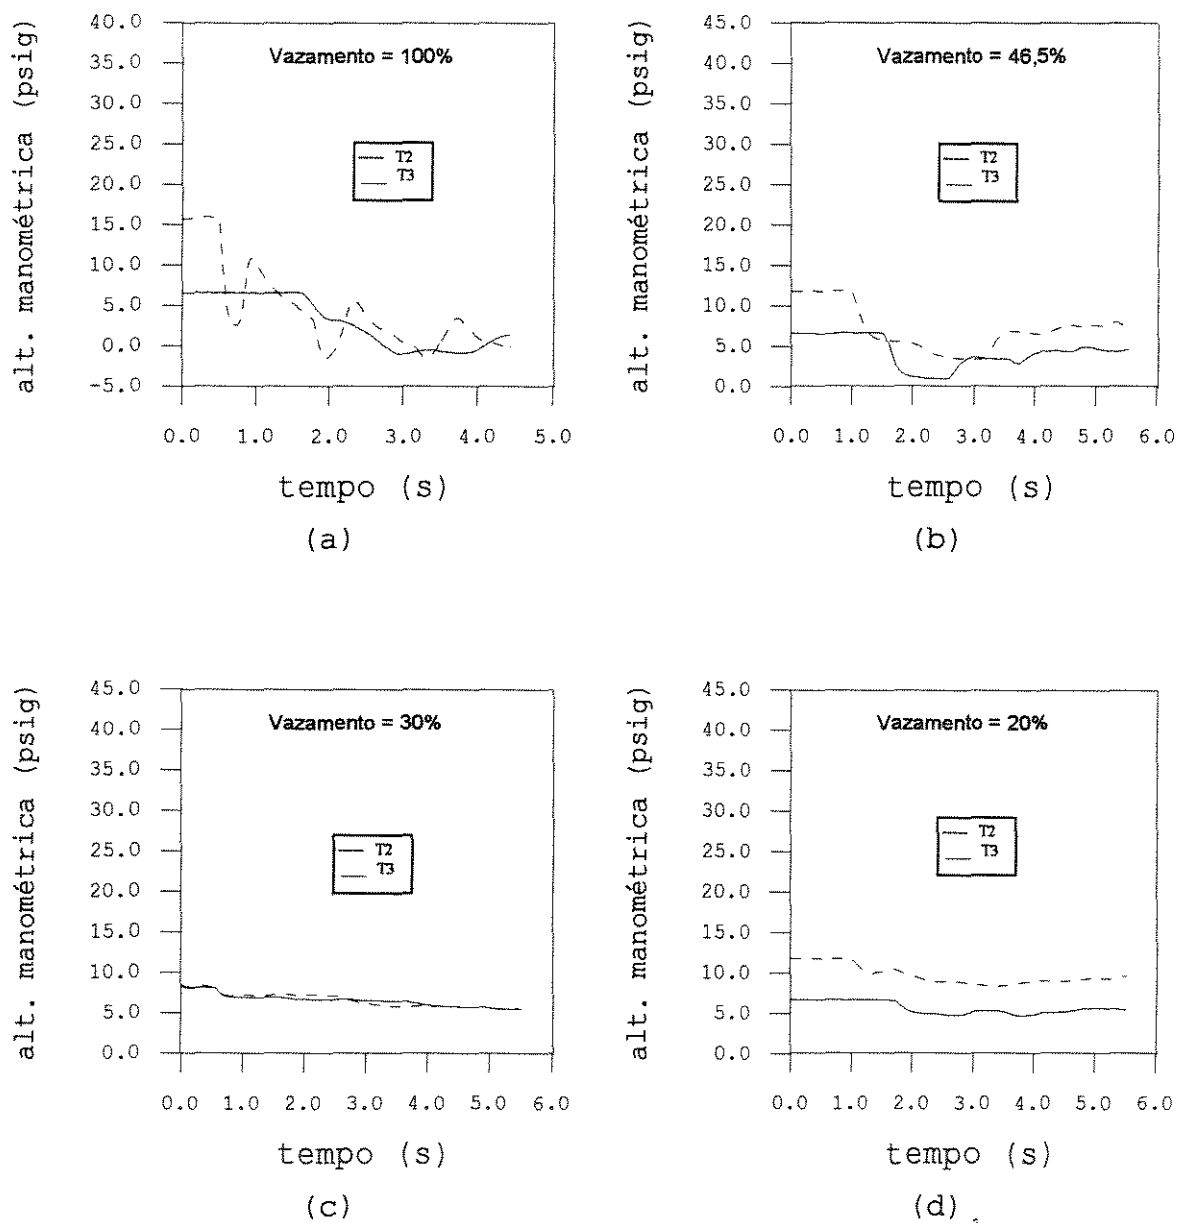 40.0
35.0
30.0
25.0
20.0
15.0
10.0
5.0
0.0
-5.0
alt. manométrica (psig)
Vazamento = 100%
T2
T3
0.0 1.0 2.0 3.0 4.0 5.0
tempo (s)
(a)
45.0
40.0
35.0
30.0
25.0
20.0
15.0
10.0
5.0
0.0
alt. manométrica (psig)
Vazamento = 46,5%
T2
T3
0.0 1.0 2.0 3.0 4.0 5.0 6.0
tempo (s)
(b)
45.0
40.0
35.0
30.0
25.0
20.0
15.0
10.0
5.0
0.0
alt. manométrica (psig)
Vazamento = 30%
T2
T3
0.0 1.0 2.0 3.0 4.0 5.0 6.0
tempo (s)
(c)
45.0
40.0
35.0
30.0
25.0
20.0
15.0
10.0
5.0
0.0
alt. manométrica (psig)
Vazamento = 20%
T2
T3
0.0 1.0 2.0 3.0 4.0 5.0 6.0
tempo (s)
(d)